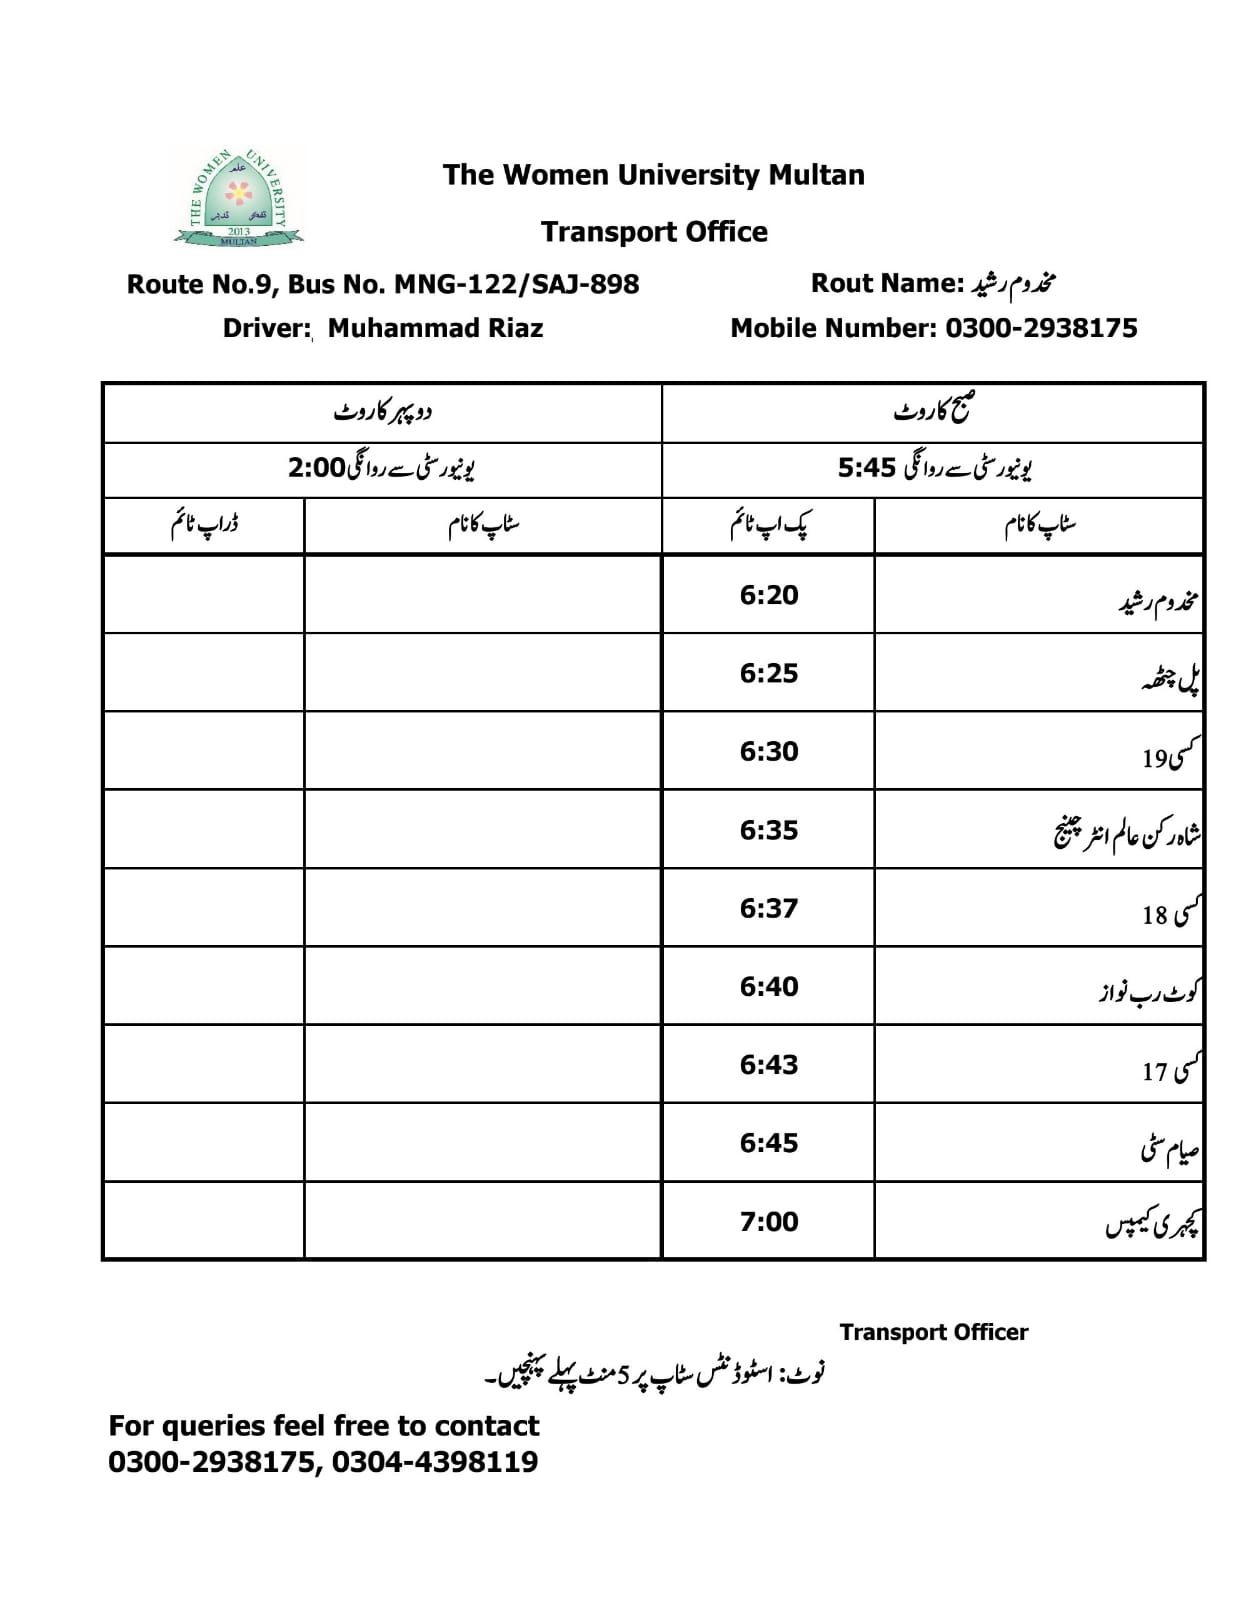 THE WOMEN UNIVERSITY
علم
2013
MULTAN
The Women University Multan
Transport Office
Route No.9, Bus No. MNG-122/SAJ-898
Rout Name: مخدوم رشید
Driver: Muhammad Riaz
Mobile Number: 0300-2938175
صبح کا روٹ
دوپہر کا روٹ
یونیورسٹی سے روانگی 5:45
یونیورسٹی سے روانگی 2:00
سٹاپ کا نام
پک اپ ٹائم
سٹاپ کا نام
ڈراپ ٹائم
مخدوم رشید 6:20
پل چٹھہ 6:25
کسی 19 6:30
شاہ رکن عالم انٹر چینج 6:35
کسی 18 6:37
کوٹ رب نواز 6:40
کسی 17 6:43
صیام سٹی 6:45
کچہری کیمپس 7:00
Transport Officer
نوٹ: اسٹوڈنٹس سٹاپ پر 5 منٹ پہلے پہنچیں۔
For queries feel free to contact
0300-2938175, 0304-4398119